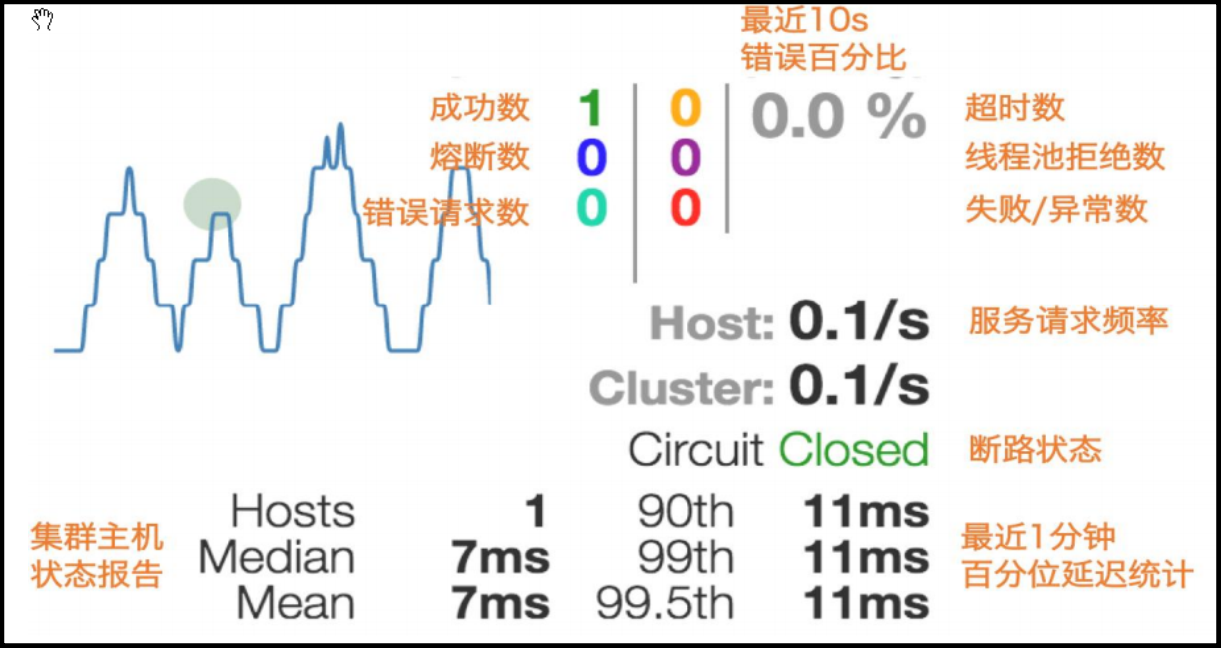 最近10s
错误百分比
成功数 1 0 0.0 % 超时数
熔断数 0 0 线程池拒绝数
错误请求数 0 0 失败/异常数
Host: 0.1/s 服务请求频率
Cluster: 0.1/s
Circuit Closed 断路状态
集群主机
状态报告
Hosts 1 90th 11ms
Median 7ms 99th 11ms
Mean 7ms 99.5th 11ms
最近1分钟
百分位延迟统计